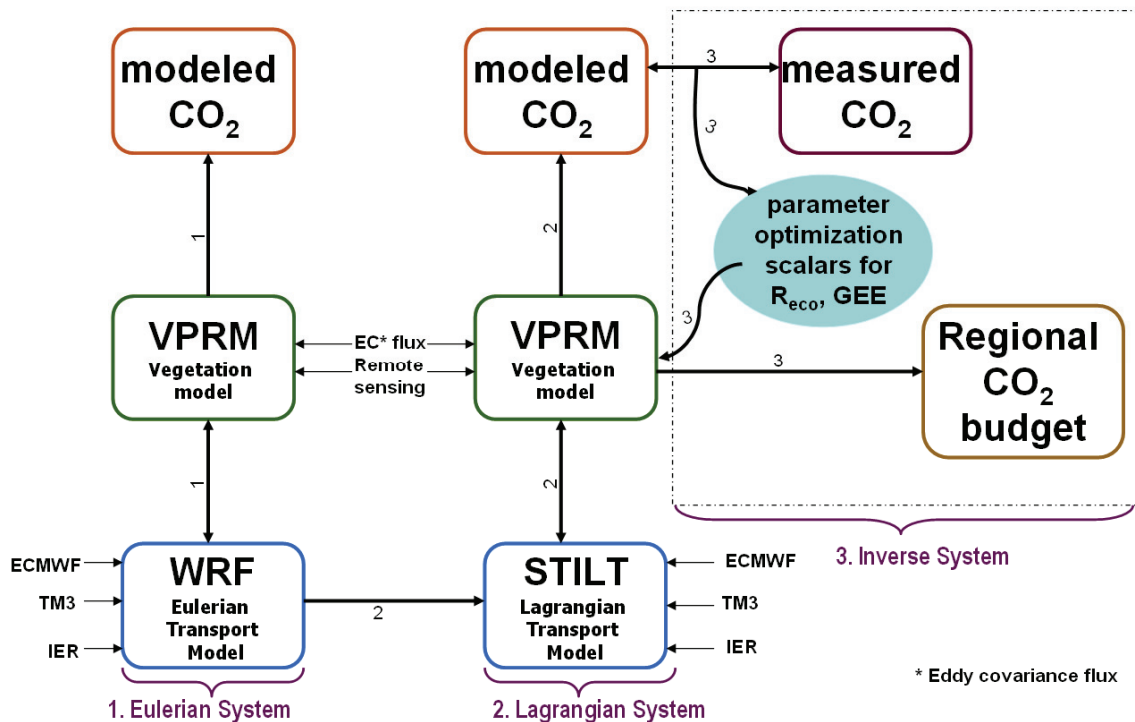 modeled
CO₂
modeled
CO₂
3
measured
CO₂
3
parameter
optimization
scalars for
R_eco, GEE
1
2
3
VPRM
Vegetation
model
EC* flux
Remote
sensing
VPRM
Vegetation
model
3
Regional
CO₂
budget
1
2
ECMWF
TM3
IER
WRF
Eulerian
Transport
Model
2
STILT
Lagrangian
Transport
Model
ECMWF
TM3
IER
3. Inverse System
* Eddy covariance flux
1. Eulerian System
2. Lagrangian System